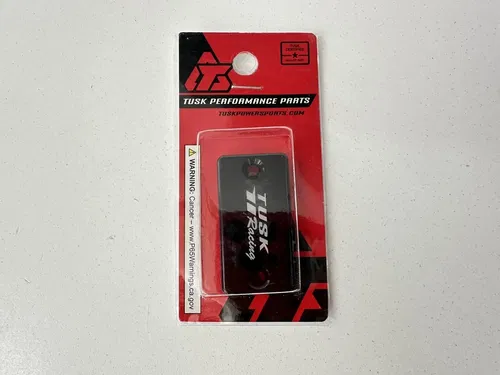 TUSK PERFORMANCE PARTS
TUSKPOWERSPORTS.COM
TUSK
Racing
WARNING: Cancer – www.P65Warnings.ca.gov